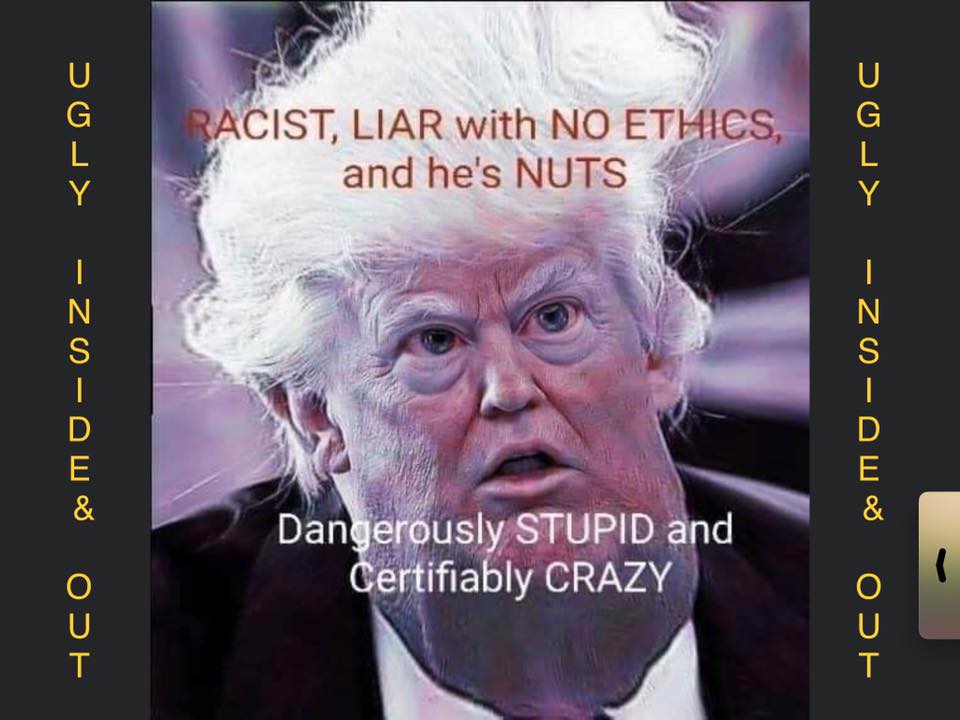 UGLY INSIDE & OUT
RACIST, LIAR with NO ETHICS,
and he's NUTS
Dangerously STUPID and
Certifiably CRAZY
UGLY INSIDE & OUT